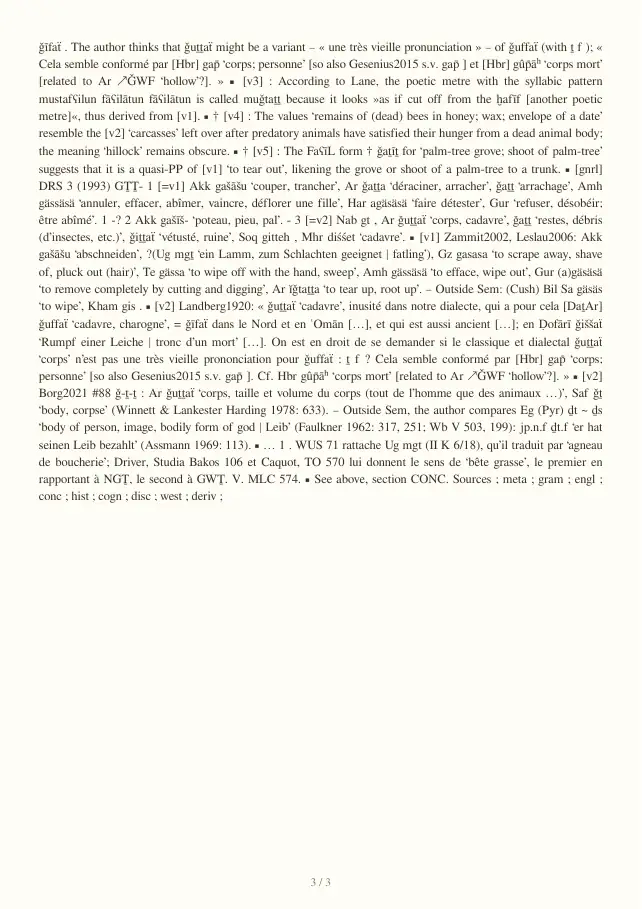 ǧīfaẗ . The author thinks that ǧuṯṯaẗ might be a variant – « une très vieille pronunciation » – of ǧuffaẗ (with ṯ f ); «
Cela semble conformé par [Hbr] gap̄ ‘corps; personne’ [so also Gesenius2015 s.v. gap̄ ] et [Hbr] gûp̄āʰ ‘corps mort’
[related to Ar ↗ǦWF ‘hollow’?]. » ▪ [v3] : According to Lane, the poetic metre with the syllabic pattern
mustafʕilun fāʕilātun fāʕilātun is called muǧtaṯṯ because it looks »as if cut off from the ḫafīf [another poetic
metre]«, thus derived from [v1]. ▪ † [v4] : The values ‘remains of (dead) bees in honey; wax; envelope of a date’
resemble the [v2] ‘carcasses’ left over after predatory animals have satisfied their hunger from a dead animal body;
the meaning ‘hillock’ remains obscure. ▪ † [v5] : The FaʕīL form † ǧaṯīṯ for ‘palm-tree grove; shoot of palm-tree’
suggests that it is a quasi-PP of [v1] ‘to tear out’, likening the grove or shoot of a palm-tree to a trunk. ▪ [gnrl]
DRS 3 (1993) GṮṮ- 1 [=v1] Akk gašāšu ‘couper, trancher’, Ar ǧaṯṯa ‘déraciner, arracher’, ǧaṯṯ ‘arrachage’, Amh
gässäsä ‘annuler, effacer, abîmer, vaincre, déflorer une fille’, Har agäsäsä ‘faire détester’, Gur ‘refuser, désobéir;
être abîmé’. 1 -? 2 Akk gašīš- ‘poteau, pieu, pal’. - 3 [=v2] Nab gt , Ar ǧuṯṯaẗ ‘corps, cadavre’, ǧaṯṯ ‘restes, débris
(d’insectes, etc.)’, ǧiṯṯaẗ ‘vétusté, ruine’, Soq gitteh , Mhr diśśet ‘cadavre’. ▪ [v1] Zammit2002, Leslau2006: Akk
gašāšu ‘abschneiden’, ?(Ug mgṯ ‘ein Lamm, zum Schlachten geeignet | fatling’), Gz gasasa ‘to scrape away, shave
of, pluck out (hair)’, Te gässa ‘to wipe off with the hand, sweep’, Amh gässäsä ‘to efface, wipe out’, Gur (a)gäsäsä
‘to remove completely by cutting and digging’, Ar iǧtaṯṯa ‘to tear up, root up’. – Outside Sem: (Cush) Bil Sa gäsäs
‘to wipe’, Kham gis . ▪ [v2] Landberg1920: « ǧuṯṯaẗ ‘cadavre’, inusité dans notre dialecte, qui a pour cela [DaṯAr]
ǧuffaẗ ‘cadavre, charogne’, = ǧīfaẗ dans le Nord et en ʿOmān […], et qui est aussi ancient […]; en Ḍofārī ǧiššaẗ
‘Rumpf einer Leiche | tronc d’un mort’ […]. On est en droit de se demander si le classique et dialectal ǧuṯṯaẗ
‘corps’ n’est pas une très vieille prononciation pour ǧuffaẗ : ṯ f ? Cela semble conformé par [Hbr] gap̄ ‘corps;
personne’ [so also Gesenius2015 s.v. gap̄ ]. Cf. Hbr gûp̄āʰ ‘corps mort’ [related to Ar ↗ǦWF ‘hollow’?]. » ▪ [v2]
Borg2021 #88 ǧ-ṯ-ṯ : Ar ǧuṯṯaẗ ‘corps, taille et volume du corps (tout de l’homme que des animaux …)’, Saf ǧṯ
‘body, corpse’ (Winnett & Lankester Harding 1978: 633). – Outside Sem, the author compares Eg (Pyr) ḏt ~ ḏs
‘body of person, image, bodily form of god | Leib’ (Faulkner 1962: 317, 251; Wb V 503, 199): jp.n.f ḏt.f ‘er hat
seinen Leib bezahlt’ (Assmann 1969: 113). ▪ … 1 . WUS 71 rattache Ug mgt (II K 6/18), qu’il traduit par ‘agneau
de boucherie’; Driver, Studia Bakos 106 et Caquot, TO 570 lui donnent le sens de ‘bête grasse’, le premier en
rapportant à NGṮ, le second à GWṮ. V. MLC 574. ▪ See above, section CONC. Sources ; meta ; gram ; engl ;
conc ; hist ; cogn ; disc ; west ; deriv ;
3 / 3